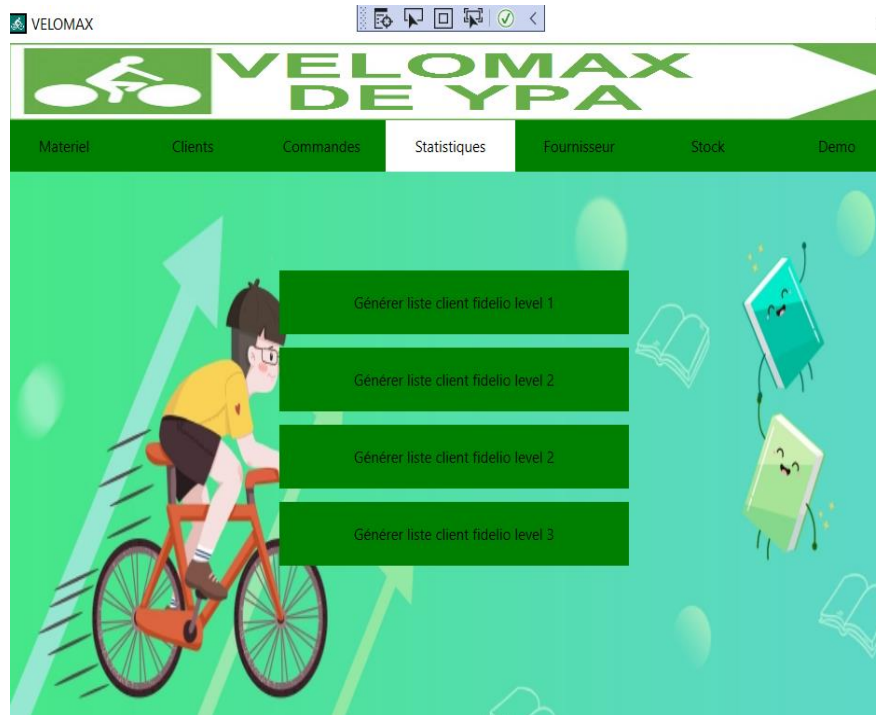 VELOMAX
VELOMAX
DE YPA
Materiel Clients Commandes Statistiques Fournisseur Stock Demo
Générer liste client fidelio level 1
Générer liste client fidelio level 2
Générer liste client fidelio level 2
Générer liste client fidelio level 3